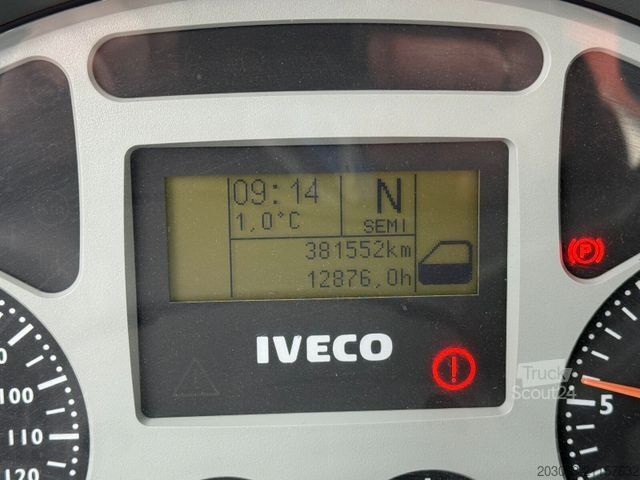 09:14
N
1,0°C
SEMI
381552km
12876,0h
IVECO
P
Truck
Scout24
100
110
120
5